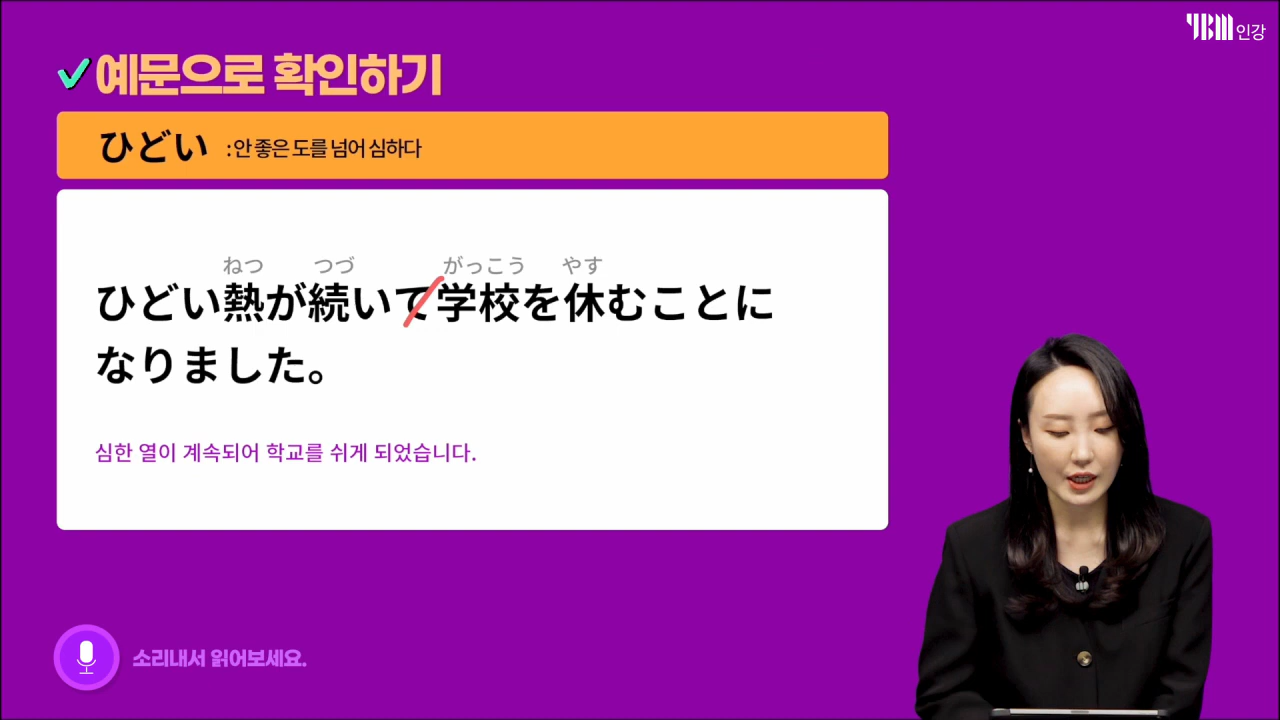 YBM 인강
예문으로 확인하기
ひどい : 안 좋은 도를 넘어 심하다
ねつ つづ がっこう やす
ひどい熱が続いて学校を休むことに
なりました。
심한 열이 계속되어 학교를 쉬게 되었습니다.
소리내서 읽어보세요.